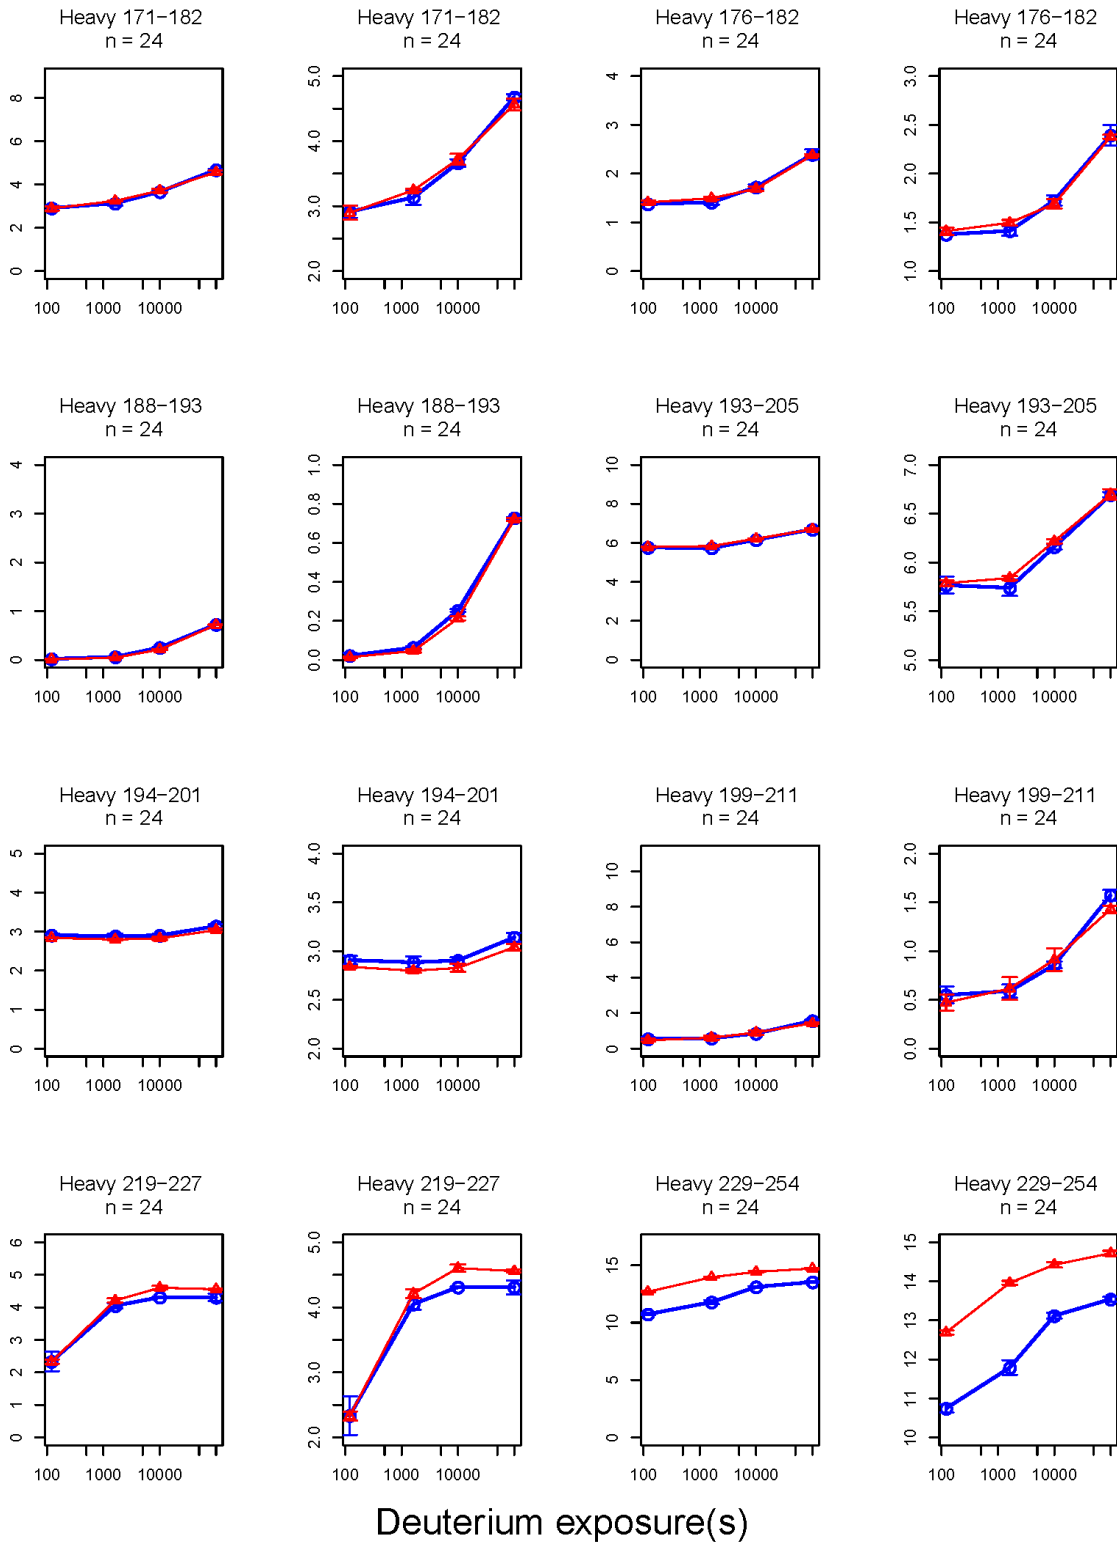 Heavy 171−182 Heavy 171−182 Heavy 176−182 Heavy 176−182
n = 24 n = 24 n = 24 n = 24
8 5.0 4 3.0
6 4.0 3 2.5
4 3.0 2 2.0
2 2.0 1 1.5
0 0 1.0
100 1000 10000 100 1000 10000 100 1000 10000 100 1000 10000
Heavy 188−193 Heavy 188−193 Heavy 193−205 Heavy 193−205
n = 24 n = 24 n = 24 n = 24
4 1.0 10 7.0
3 0.8 8 6.5
2 0.6 6 6.0
1 0.4 4 5.5
0 0.2 2 5.0
0.0 0
100 1000 10000 100 1000 10000 100 1000 10000 100 1000 10000
Heavy 194−201 Heavy 194−201 Heavy 199−211 Heavy 199−211
n = 24 n = 24 n = 24 n = 24
5 4.0 10 2.0
4 3.5 8 1.5
3 3.0 6 1.0
2 2.5 4 0.5
1 2.0 2 0.0
0 0
100 1000 10000 100 1000 10000 100 1000 10000 100 1000 10000
Heavy 219−227 Heavy 219−227 Heavy 229−254 Heavy 229−254
n = 24 n = 24 n = 24 n = 24
6 5.0 15 15
5 4.0 10 14
4 3.0 5 13
3 2.0 0 12
2 11
1 10
0
100 1000 10000 100 1000 10000 100 1000 10000 100 1000 10000
Deuterium exposure(s)